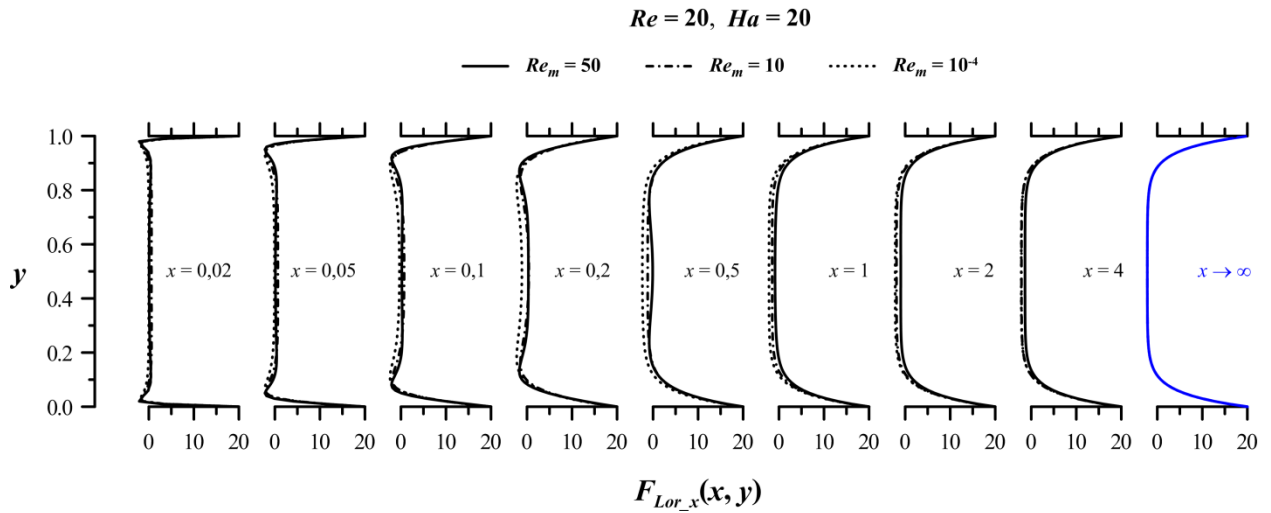 Re = 20, Ha = 20
Re_m = 50 Re_m = 10 Re_m = 10⁻⁴
0 10 20 0 10 20 0 10 20 0 10 20 0 10 20 0 10 20 0 10 20 0 10 20 0 10 20
1.0
0.8
0.6
y
x = 0,02 x = 0,05 x = 0,1 x = 0,2 x = 0,5 x = 1 x = 2 x = 4 x → ∞
0.4
0.2
0.0
F_{Lor_x}(x, y)